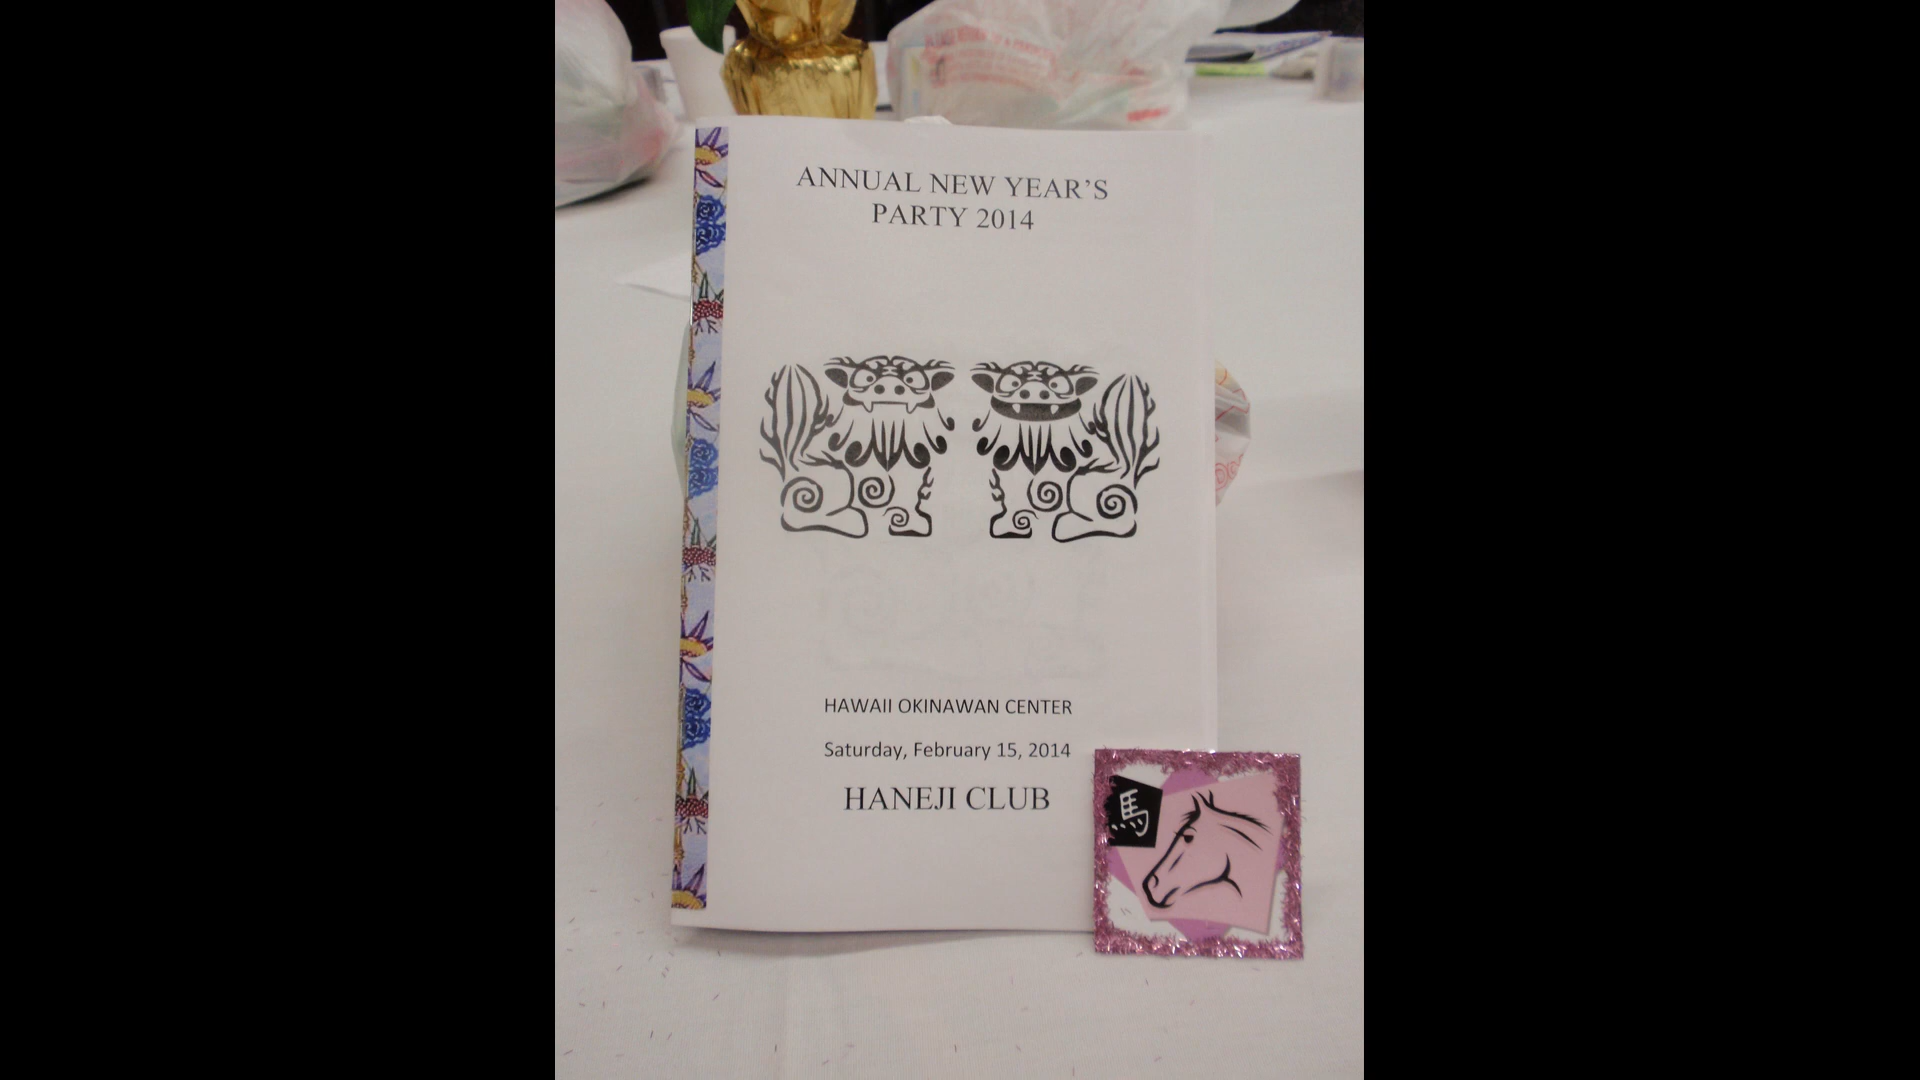 ANNUAL NEW YEAR'S
PARTY 2014
HAWAII OKINAWAN CENTER
Saturday, February 15, 2014
HANEJI CLUB
馬